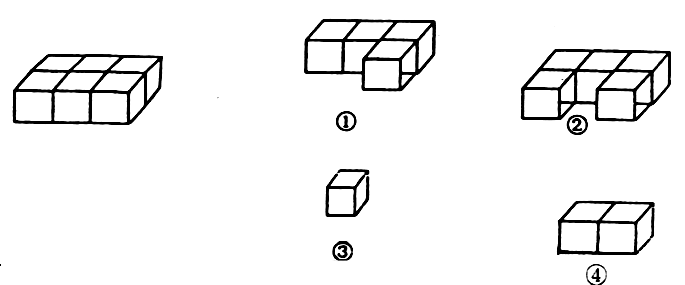 ①
②
③
④